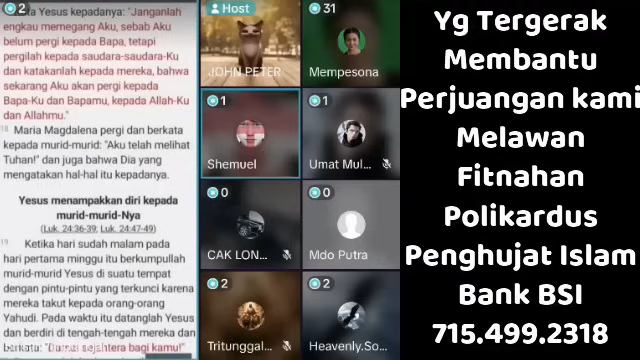 2
ata Yesus kepadanya: "Janganlah
engkau memegang Aku, sebab Aku
belum pergi kepada Bapa, tetapi
pergilah kepada saudara-saudara-Ku
dan katakanlah kepada mereka, bahwa
sekarang Aku akan pergi kepada
Bapa-Ku dan Bapamu, kepada Allah-Ku
dan Allahmu."
18 Maria Magdalena pergi dan berkata
kepada murid-murid: "Aku telah melihat
Tuhan!" dan juga bahwa Dia yang
mengatakan hal-hal itu kepadanya.
Yesus menampakkan diri kepada
murid-murid-Nya
(Luk. 24:36-39; Luk. 24:47-49)
19 Ketika hari sudah malam pada
hari pertama minggu itu berkumpullah
murid-murid Yesus di suatu tempat
dengan pintu-pintu yang terkunci karena
mereka takut kepada orang-orang
Yahudi. Pada waktu itu datanglah Yesus
dan berdiri di tengah-tengah mereka dan
berkata: "Damai sejahtera bagi kamu!"
Host
JOHN PETER
31
Mempesona
1
Shemuel
1
Umat Mul...
0
CAK LON...
0
Mdo Putra
2
Tritunggal...
2
Heavenly.So...
Yg Tergerak
Membantu
Perjuangan kami
Melawan
Fitnahan
Polikardus
Penghujat Islam
Bank BSI
715.499.2318